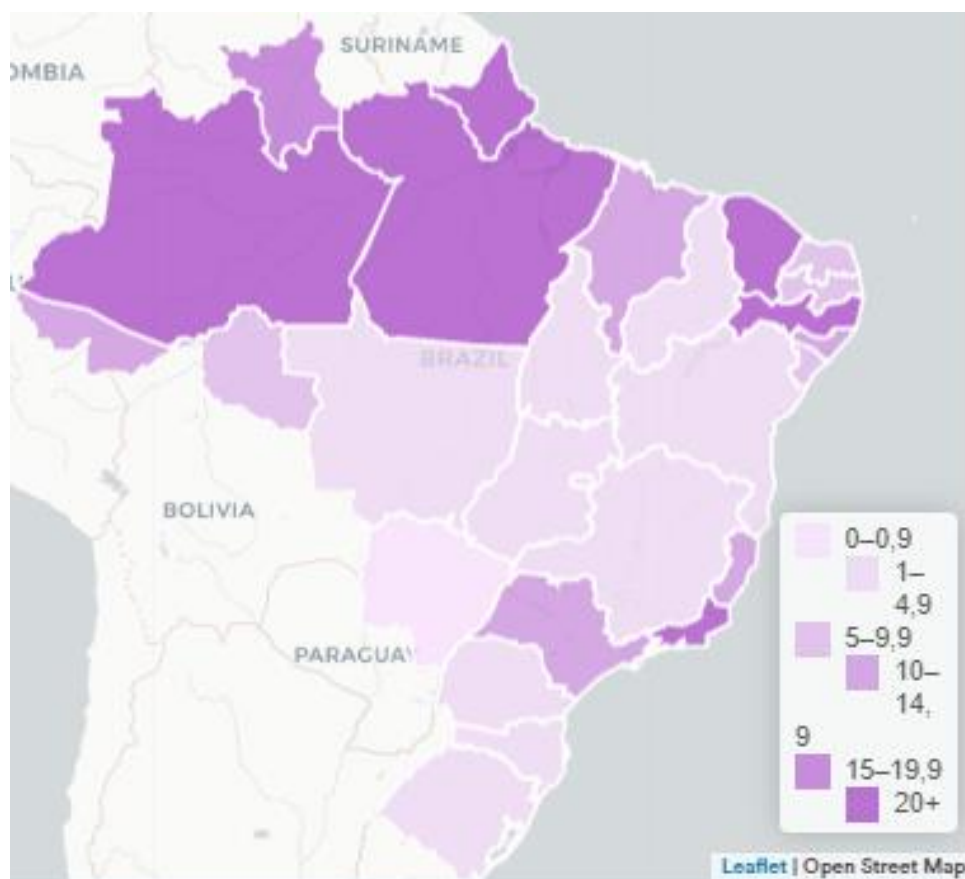 SURINAME
OMBIA
BRAZIL
BOLIVIA
PARAGUAY
0–0,9
1–
4,9
5–9,9
10–
14,
9
15–19,9
20+
Leaflet | Open Street Map